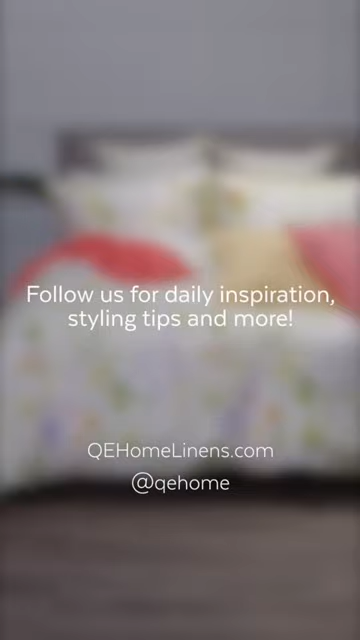 Follow us for daily inspiration,
styling tips and more!
QEHomeLinens.com
@qehome